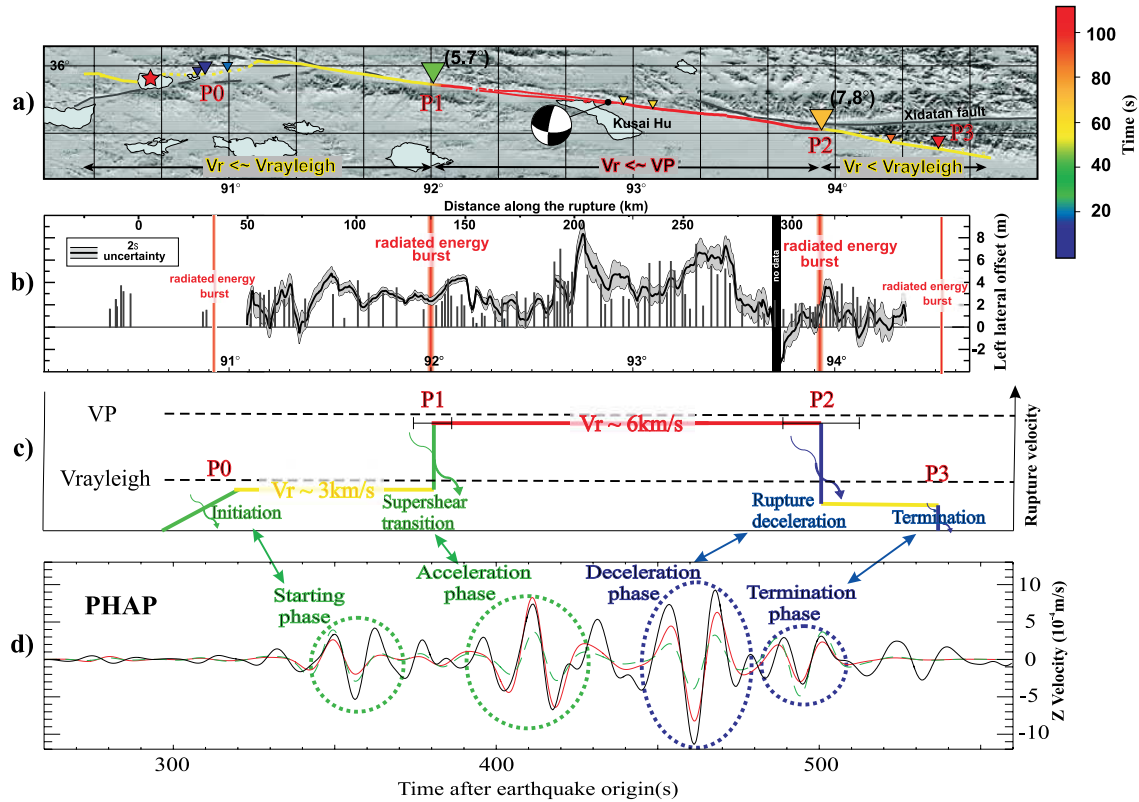 a)
36°
P0
(5.7°)
P1
Kusai Hu
(7,8°)
Xidatan fault
P3
P2
Vr <~ Vrayleigh
Vr <~ VP
Vr < Vrayleigh
91°
92°
93°
94°
100
80
60
40
20
Time (s)
Distance along the rupture (km)
0
50
100
150
200
250
300
b)
2s
uncertainty
radiated energy
burst
radiated energy
burst
no data
radiated energy
burst
radiated energy
burst
8
6
4
2
0
-2
Left lateral offset (m)
91°
92°
93°
94°
c)
VP
P1
P2
Vr ~ 6km/s
Vrayleigh
P0
P3
Vr ~ 3km/s
Initiation
Supershear
transition
Rupture
deceleration
Termination
Rupture velocity
d)
PHAP
Starting
phase
Acceleration
phase
Deceleration
phase
Termination
phase
10
5
0
-5
-10
Z Velocity (10⁻⁴m/s)
300
400
500
Time after earthquake origin(s)